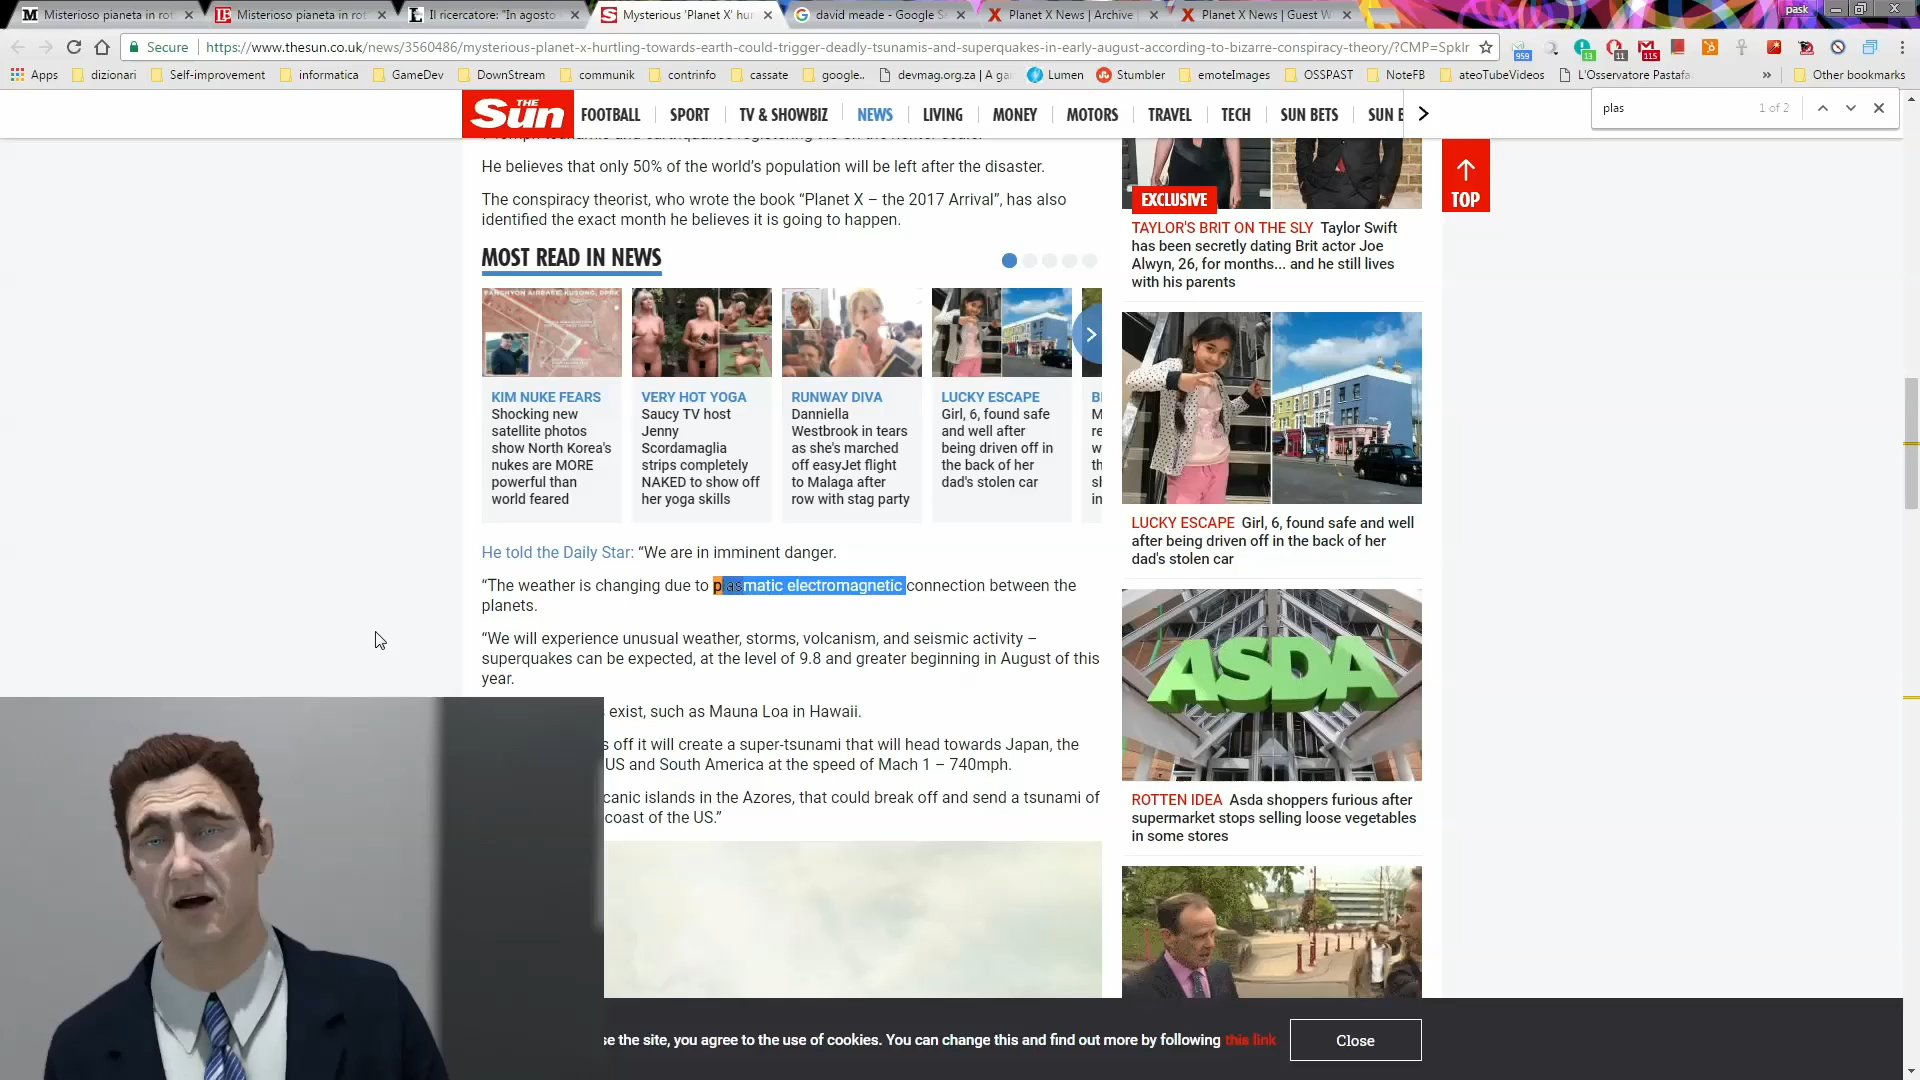 Misterioso pianeta in rot
Misterioso pianeta in rot
Il ricercatore: "In agosto
Mysterious 'Planet X' hur
david meade - Google Se
Planet X News | Archive
Planet X News | Guest W
pask
Secure
https://www.thesun.co.uk/news/3560486/mysterious-planet-x-hurtling-towards-earth-could-trigger-deadly-tsunamis-and-superquakes-in-early-august-according-to-bizarre-conspiracy-theory/?CMP=Spklr
Apps
dizionari
Self-improvement
informatica
GameDev
DownStream
communik
contrinfo
cassate
google..
devmag.org.za | A ga
Lumen
Stumbler
emoteImages
OSSPAST
NoteFB
ateoTubeVideos
L'Osservatore Pastafa
»
Other bookmarks
THE Sun
FOOTBALL
SPORT
TV & SHOWBIZ
NEWS
LIVING
MONEY
MOTORS
TRAVEL
TECH
SUN BETS
SUN B
plas
1 of 2
He believes that only 50% of the world's population will be left after the disaster.
The conspiracy theorist, who wrote the book “Planet X – the 2017 Arrival”, has also
identified the exact month he believes it is going to happen.
MOST READ IN NEWS
KIM NUKE FEARS
Shocking new
satellite photos
show North Korea's
nukes are MORE
powerful than
world feared
VERY HOT YOGA
Saucy TV host
Jenny
Scordamaglia
strips completely
NAKED to show off
her yoga skills
RUNWAY DIVA
Danniella
Westbrook in tears
as she's marched
off easyJet flight
to Malaga after
row with stag party
LUCKY ESCAPE
Girl, 6, found safe
and well after
being driven off in
the back of her
dad's stolen car
He told the Daily Star: “We are in imminent danger.
“The weather is changing due to plasmatic electromagnetic connection between the
planets.
“We will experience unusual weather, storms, volcanism, and seismic activity –
superquakes can be expected, at the level of 9.8 and greater beginning in August of this
year.
exist, such as Mauna Loa in Hawaii.
s off it will create a super-tsunami that will head towards Japan, the
US and South America at the speed of Mach 1 – 740mph.
canic islands in the Azores, that could break off and send a tsunami of
coast of the US.”
EXCLUSIVE
TAYLOR'S BRIT ON THE SLY Taylor Swift
has been secretly dating Brit actor Joe
Alwyn, 26, for months... and he still lives
with his parents
LUCKY ESCAPE Girl, 6, found safe and well
after being driven off in the back of her
dad's stolen car
ASDA
ROTTEN IDEA Asda shoppers furious after
supermarket stops selling loose vegetables
in some stores
TOP
se the site, you agree to the use of cookies. You can change this and find out more by following this link
Close